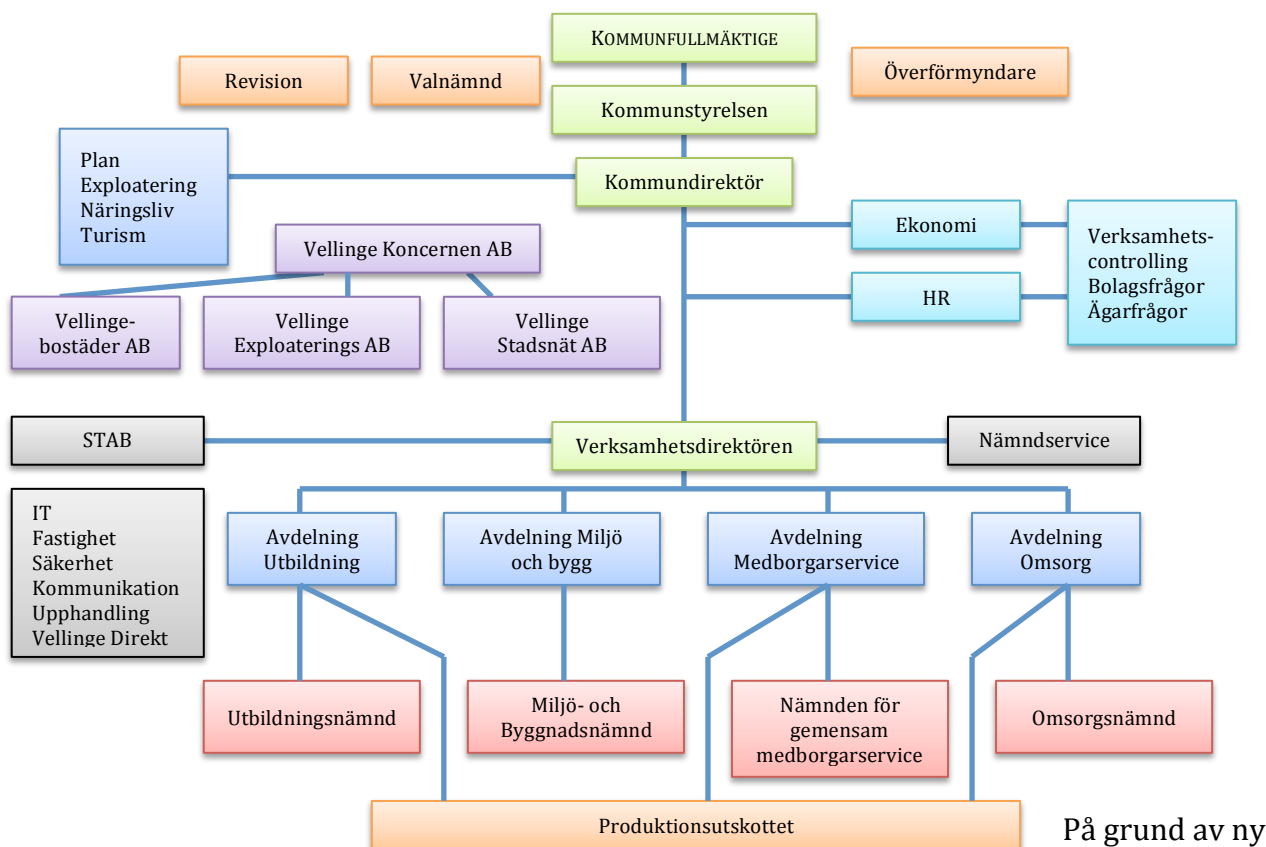 KOMMUNFULLMÄKTIGE
Revision
Valnämnd
Överförmyndare
Kommunstyrelsen
Plan
Exploatering
Näringsliv
Turism
Kommundirektör
Ekonomi
HR
Verksamhets-
controlling
Bolagsfrågor
Ägarfrågor
Vellinge Koncernen AB
Vellinge-
bostäder AB
Vellinge
Exploaterings AB
Vellinge
Stadsnät AB
STAB
Verksamhetsdirektören
Nämndservice
IT
Fastighet
Säkerhet
Kommunikation
Upphandling
Vellinge Direkt
Avdelning
Utbildning
Avdelning Miljö
och bygg
Avdelning
Medborgarservice
Avdelning
Omsorg
Utbildningsnämnd
Miljö- och
Byggnadsnämnd
Nämnden för
gemensam
medborgarservice
Omsorgsnämnd
Produktionsutskottet
På grund av ny